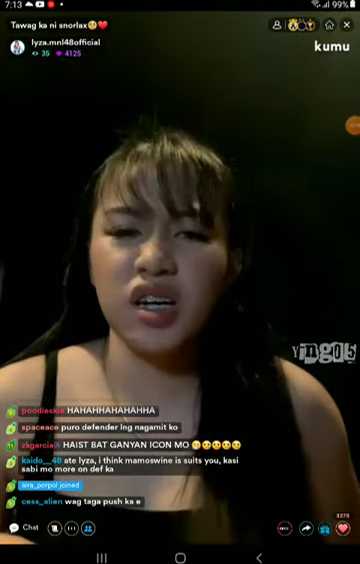 7:13
99%
Tawag ka ni snorlax🥺❤️
lyza.mnl48official
35 4125
kumu
Yngo5
poodieskie HAHAHHAHAHAHHA
spaceace puro defender lng nagamit ko
zkgarcia HAIST BAT GANYAN ICON MO
kaido__48 ate lyza, i think mamoswine is suits you, kasi
sabi mo more on def ka
aira_porpol joined
cess_alien wag taga push ka e
3278
Chat